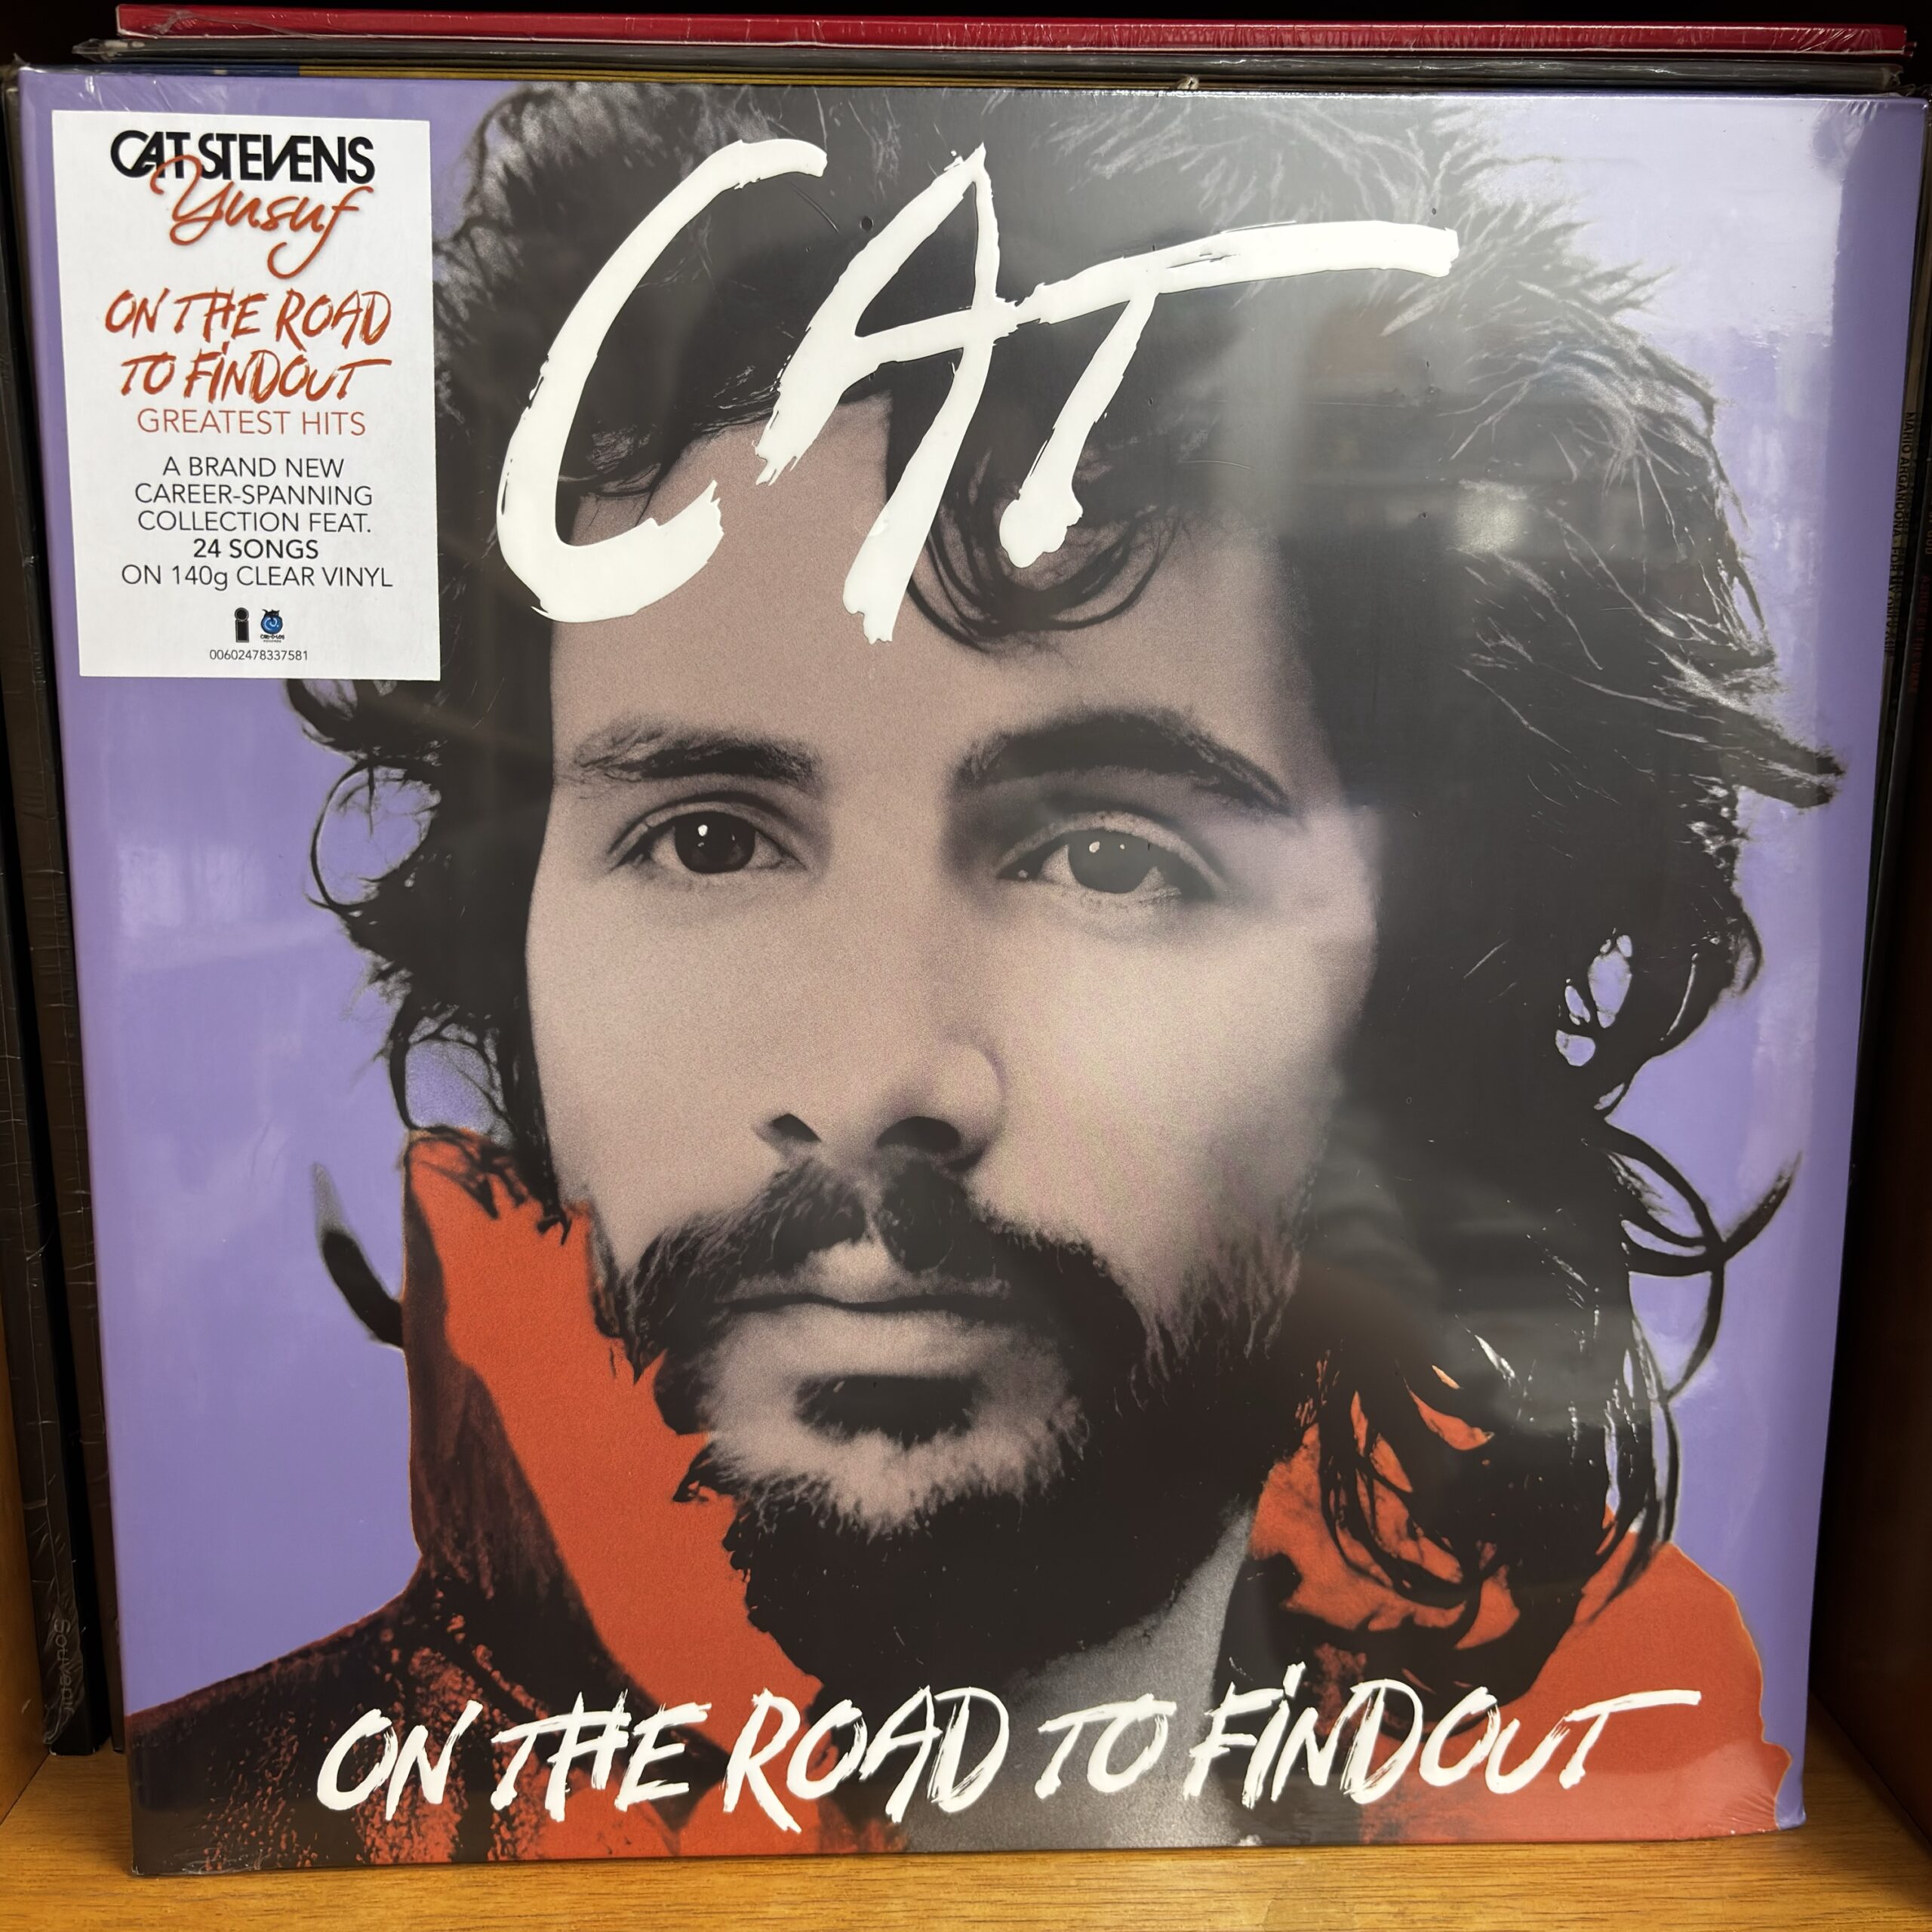 CAT STEVENS
Yusuf
ON THE ROAD
TO FINDOUT
GREATEST HITS
A BRAND NEW
CAREER-SPANNING
COLLECTION FEAT.
24 SONGS
ON 140g CLEAR VINYL
00602478337581
CAT
ON THE ROAD TO FINDOUT
Souvenir